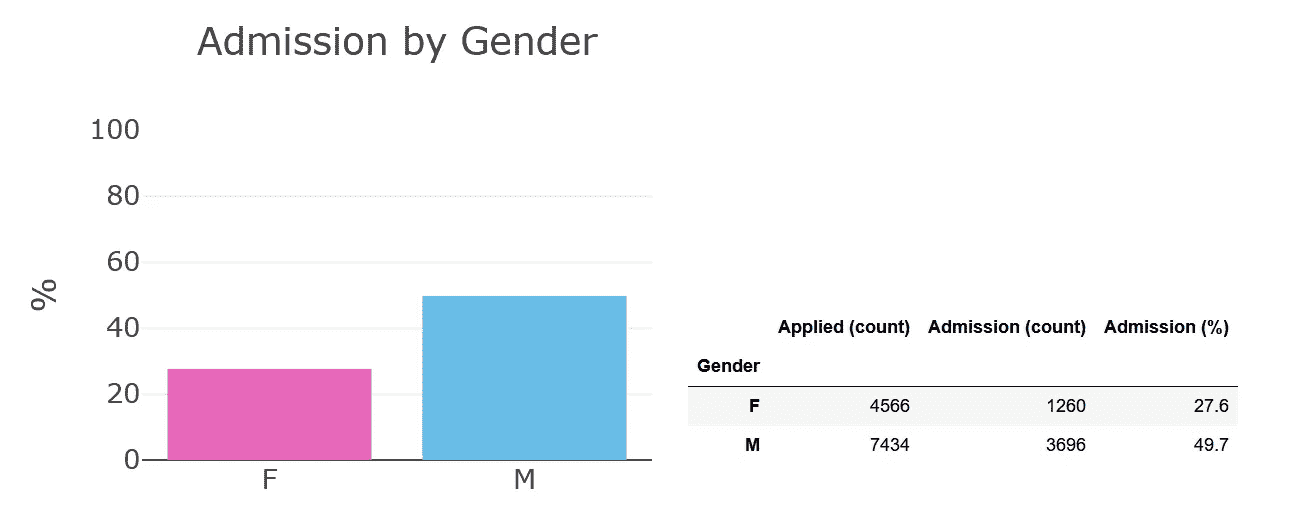 Admission by Gender
100
80
60
40
20
0
%
F M
Applied (count) Admission (count) Admission (%)
Gender
F 4566 1260 27.6
M 7434 3696 49.7